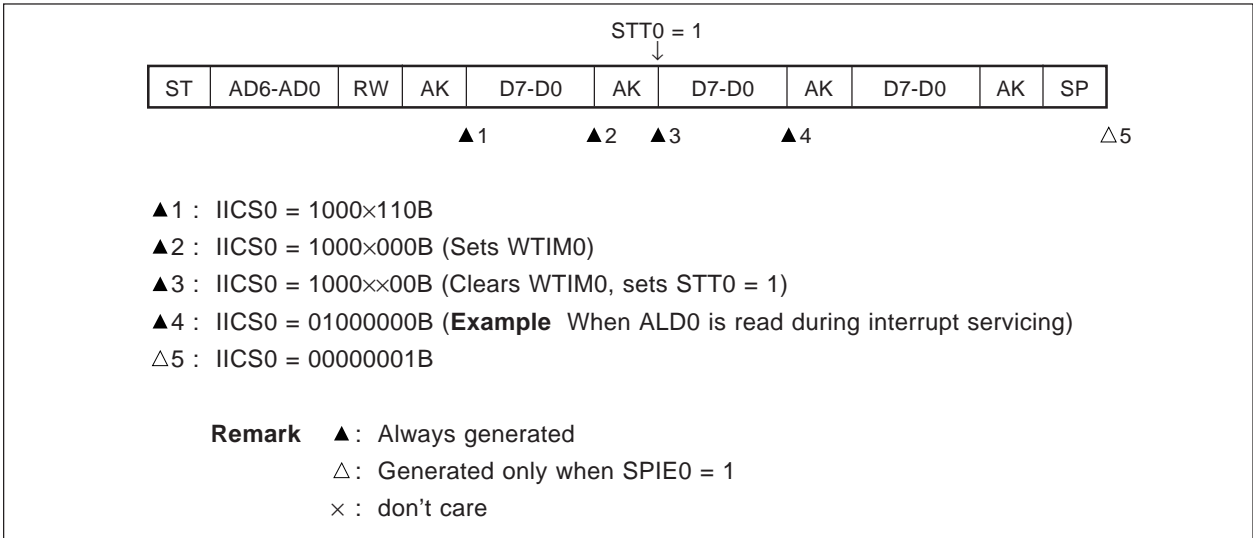 STT0 = 1
↓
ST AD6-AD0 RW AK D7-D0 AK D7-D0 AK D7-D0 AK SP
▲1 ▲2 ▲3 ▲4 △5
▲1 : IICS0 = 1000×110B
▲2 : IICS0 = 1000×000B (Sets WTIM0)
▲3 : IICS0 = 1000××00B (Clears WTIM0, sets STT0 = 1)
▲4 : IICS0 = 01000000B (Example When ALD0 is read during interrupt servicing)
△5 : IICS0 = 00000001B
Remark ▲: Always generated
△: Generated only when SPIE0 = 1
× : don't care